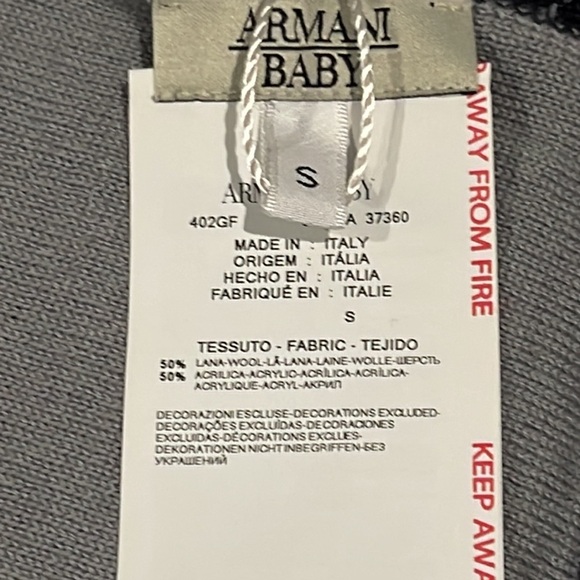 ARMANI
BABY
S
402GF
A 37360
MADE IN : ITALY
ORIGEM : ITÁLIA
HECHO EN : ITALIA
FABRIQUÉ EN : ITALIE
S
TESSUTO - FABRIC - TEJIDO
50% LANA-WOOL-LÃ-LANA-LAINE-WOLLE-ШЕРСТЬ
50% ACRILICA-ACRYLIC-ACRÍLICA-ACRÍLICA-
ACRYLIQUE-ACRYL-АКРИЛ
DECORAZIONI ESCLUSE-DECORATIONS EXCLUDED-
DECORAÇÕES EXCLUÍDAS-DECORACIONES
EXCLUIDAS-DÉCORATIONS EXCLUES-
DEKORATIONEN NICHT INBEGRIFFEN-БЕЗ
УКРАШЕНИЙ
AWAY FROM FIRE
KEEP AWA